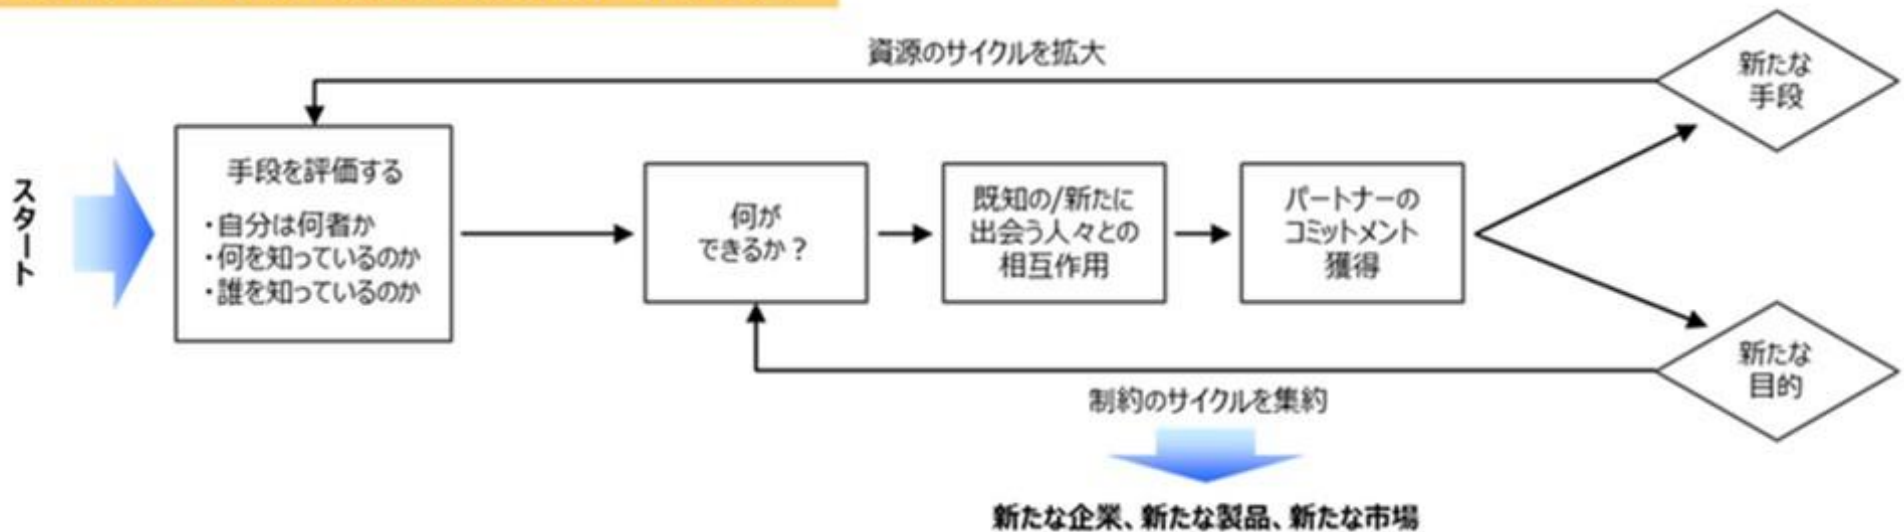 資源のサイクルを拡大
新たな
手段
スタート
手段を評価する
・自分は何者か
・何を知っているのか
・誰を知っているのか
何が
できるか？
既知の/新たに
出会う人々との
相互作用
パートナーの
コミットメント
獲得
新たな
目的
制約のサイクルを集約
新たな企業、新たな製品、新たな市場